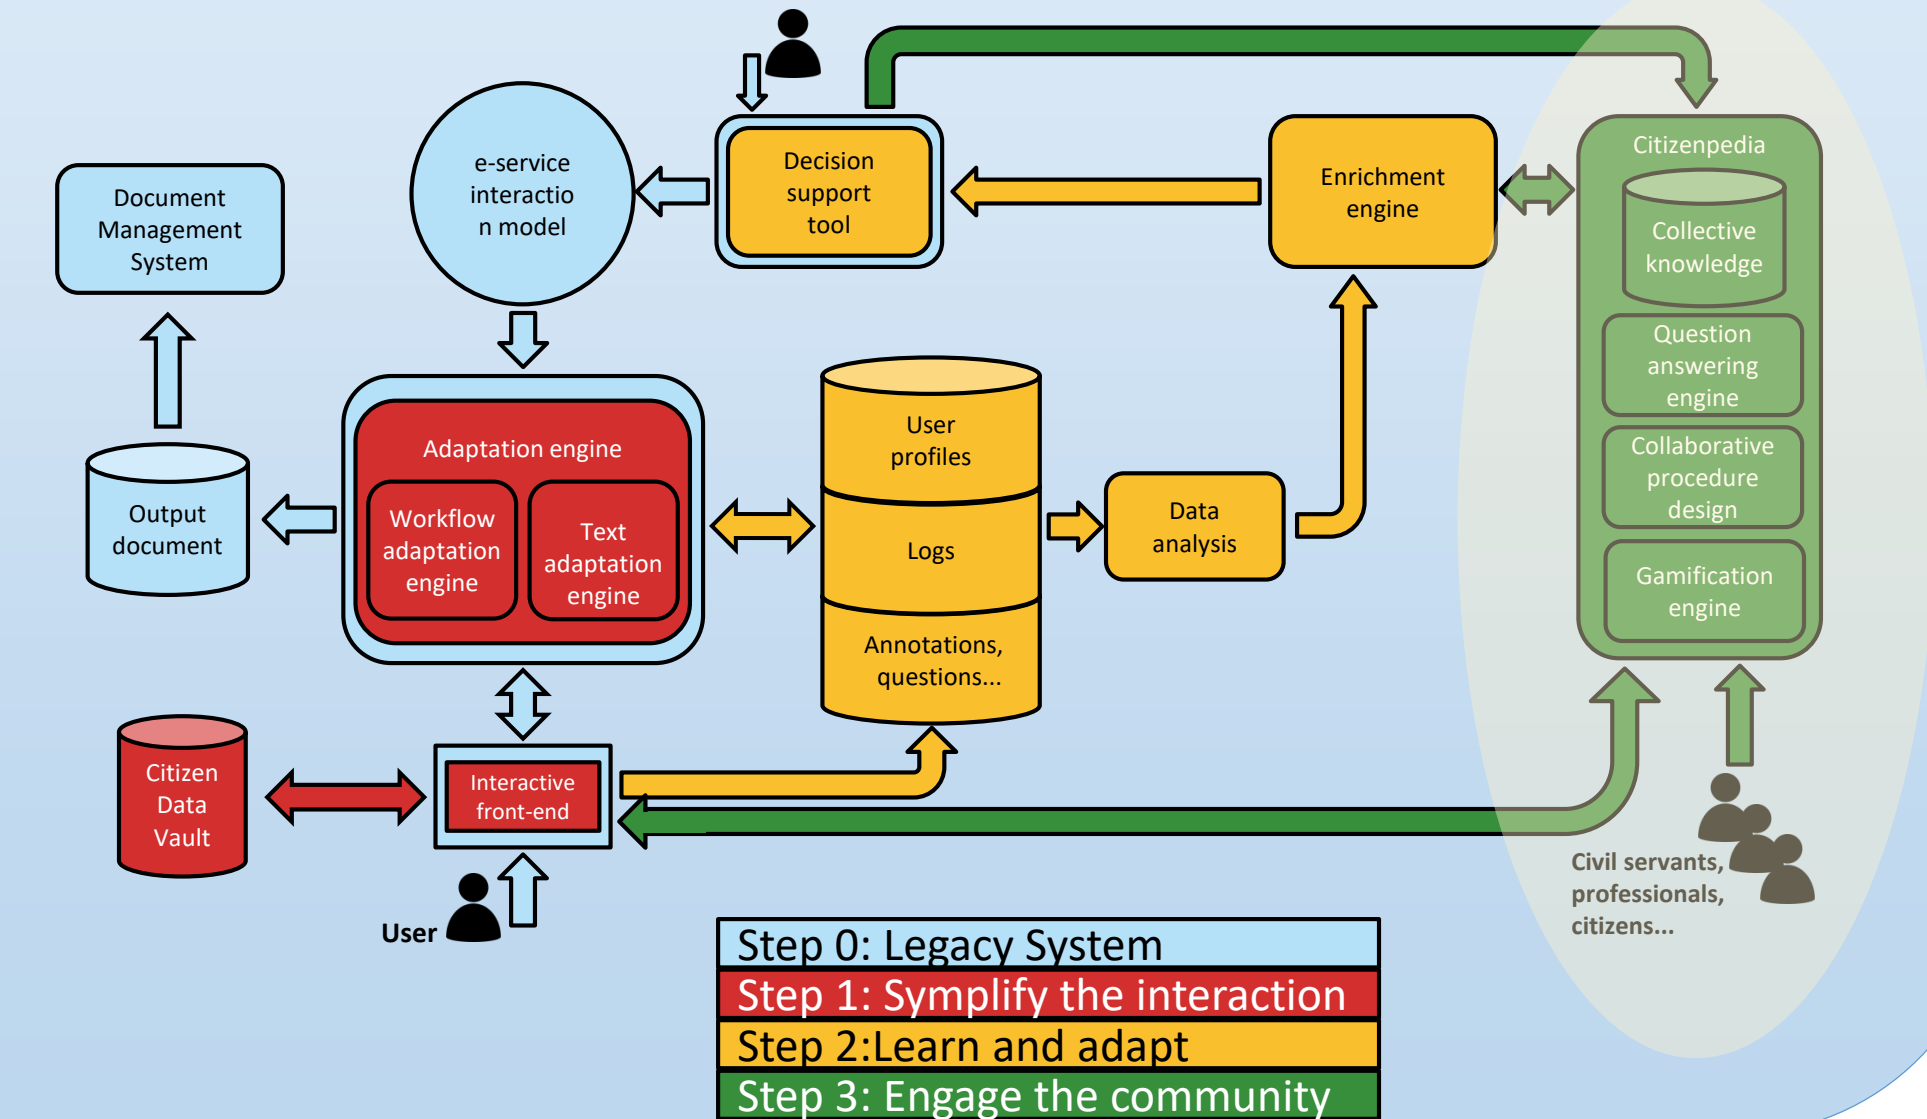 e-service
interactio
n model
Decision
support
tool
Enrichment
engine
Citizenpedia
Collective
knowledge
Question
answering
engine
Collaborative
procedure
design
Gamification
engine
Document
Management
System
Output
document
Adaptation engine
Workflow
adaptation
engine
Text
adaptation
engine
User
profiles
Logs
Annotations,
questions...
Data
analysis
Citizen
Data
Vault
Interactive
front-end
User
Civil servants,
professionals,
citizens...
Step 0: Legacy System
Step 1: Symplify the interaction
Step 2:Learn and adapt
Step 3: Engage the community